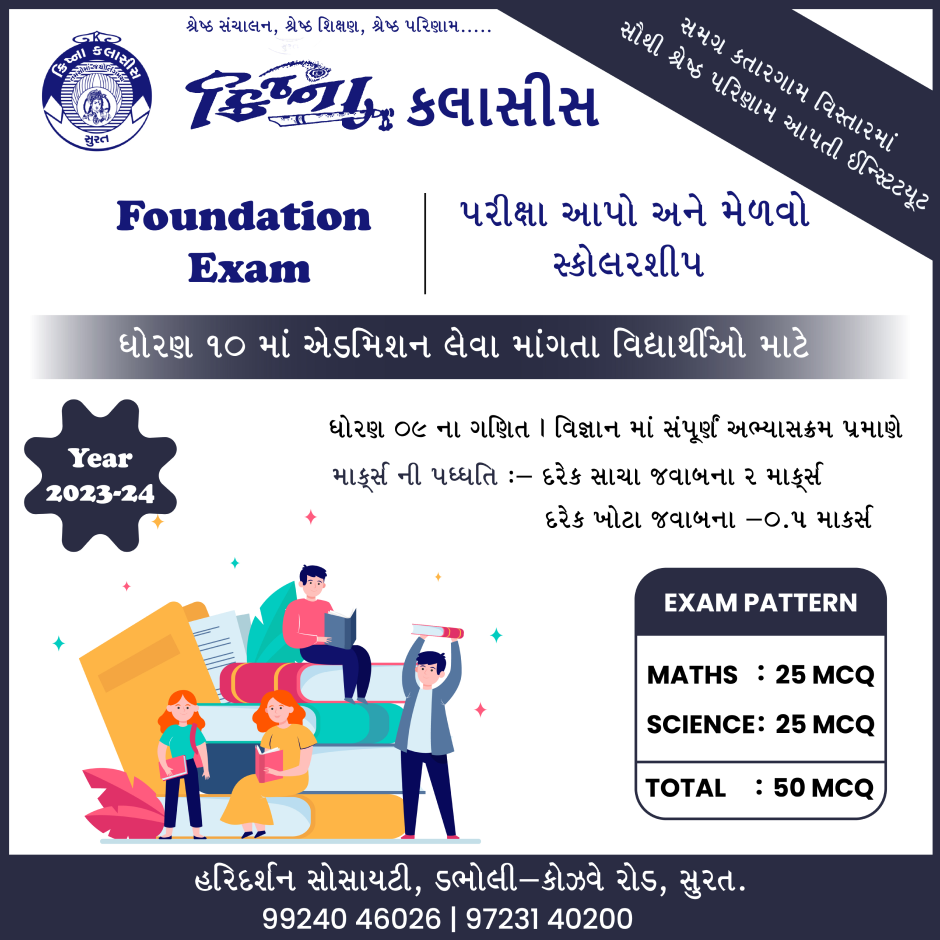 શ્રેષ્ઠ સંચાલન, શ્રેષ્ઠ શિક્ષણ, શ્રેષ્ઠ પરિણામ.....
ક્રિષ્ના કલાસીસ
સુરત
ક્રિષ્ના કલાસીસ
સમગ્ર કતારગામ વિસ્તારમાં
સૌથી શ્રેષ્ઠ પરિણામ આપતી ઈન્સ્ટિટયૂટ
Foundation
Exam
પરીક્ષા આપો અને મેળવો
સ્કોલરશીપ
ધોરણ ૧૦ માં એડમિશન લેવા માંગતા વિદ્યાર્થીઓ માટે
Year
2023-24
ધોરણ ૦૯ ના ગણિત । વિજ્ઞાન માં સંપૂર્ણ અભ્યાસક્રમ પ્રમાણે
માર્ક્સ ની પધ્ધતિ :– દરેક સાચા જવાબના ૨ માર્ક્સ
દરેક ખોટા જવાબના –૦.૫ માકર્સ
EXAM PATTERN
MATHS : 25 MCQ
SCIENCE : 25 MCQ
TOTAL : 50 MCQ
હરિદર્શન સોસાયટી, ડભોલી–કોઝવે રોડ, સુરત.
99240 46026 | 97231 40200